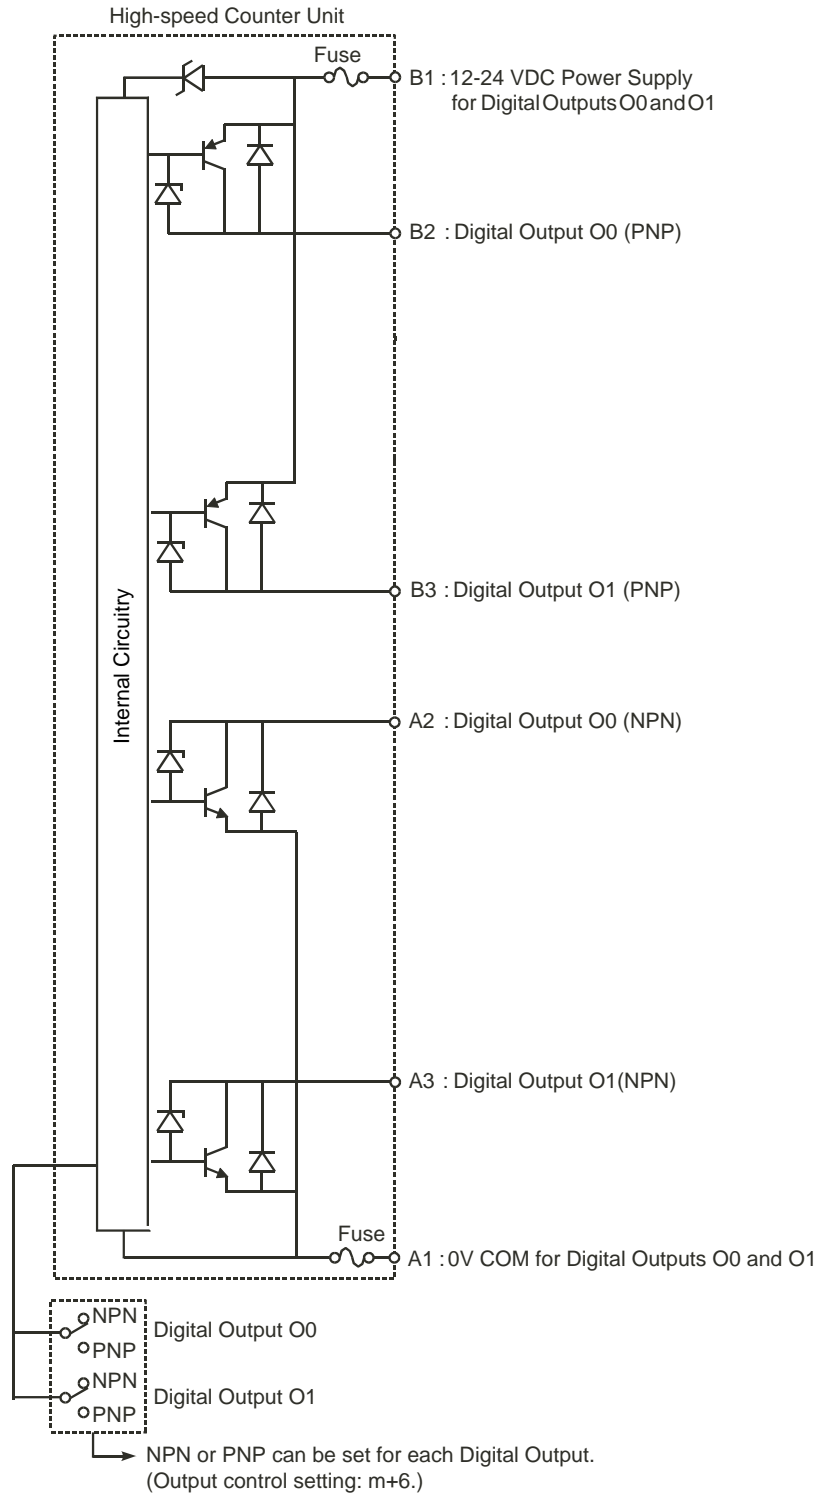 High-speed Counter Unit
Fuse
B1 : 12-24 VDC Power Supply
for Digital Outputs O0 and O1
B2 : Digital Output O0 (PNP)
Internal Circuitry
B3 : Digital Output O1 (PNP)
A2 : Digital Output O0 (NPN)
A3 : Digital Output O1(NPN)
Fuse
A1 : 0V COM for Digital Outputs O0 and O1
NPN
Digital Output O0
PNP
NPN
Digital Output O1
PNP
NPN or PNP can be set for each Digital Output.
(Output control setting: m+6.)